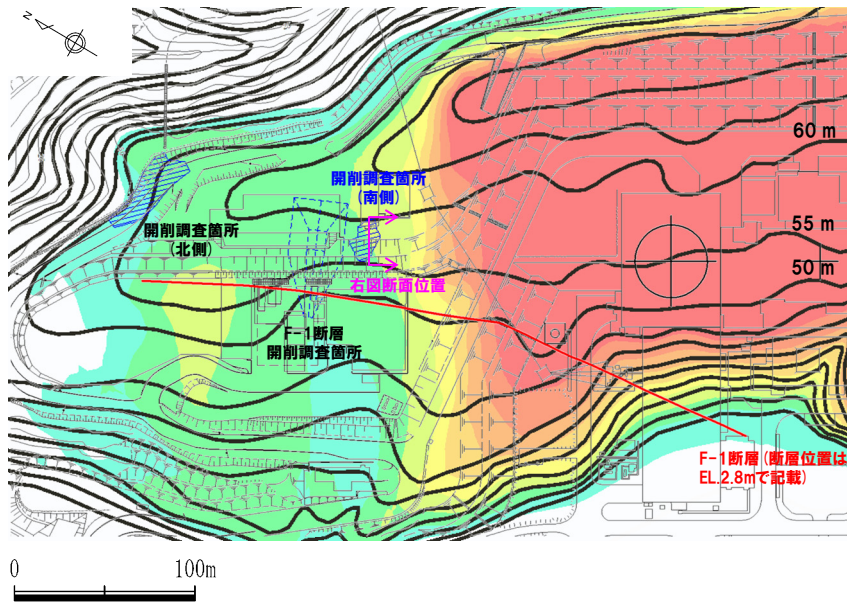 N
60 m
開削調査箇所
(南側)
55 m
開削調査箇所
(北側)
50 m
右図断面位置
F-1断層
開削調査箇所
F-1断層(断層位置は
EL.2.8mで記載)
0
100m